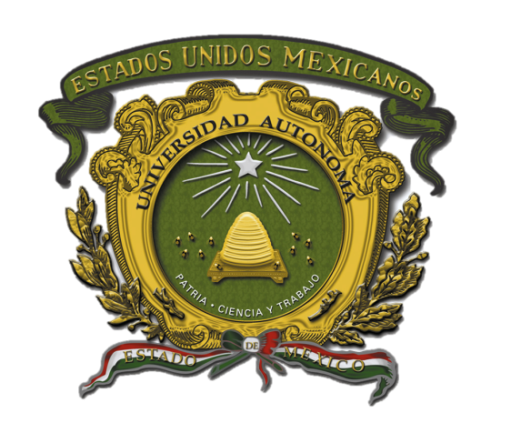 ESTADOS UNIDOS MEXICANOS
UNIVERSIDAD AUTONOMA
PATRIA · CIENCIA Y TRABAJO
ESTADO DE MEXICO